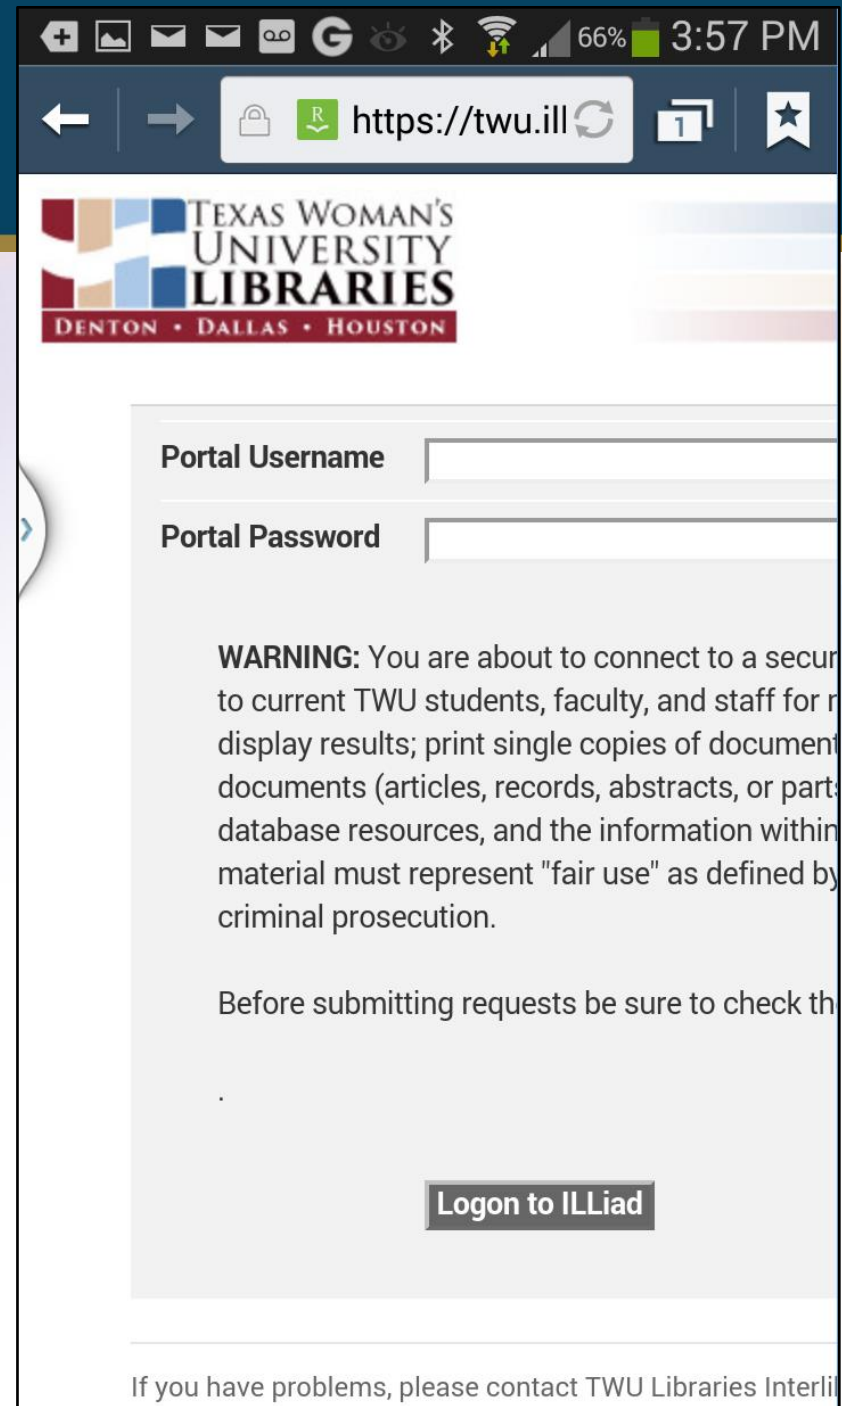 66% 3:57 PM
R https://twu.ill 1
TEXAS WOMAN'S
UNIVERSITY
LIBRARIES
DENTON • DALLAS • HOUSTON
Portal Username
Portal Password
WARNING: You are about to connect to a secur
to current TWU students, faculty, and staff for
display results; print single copies of document
documents (articles, records, abstracts, or parts
database resources, and the information within
material must represent "fair use" as defined by
criminal prosecution.
Before submitting requests be sure to check the
.
Logon to ILLiad
If you have problems, please contact TWU Libraries Interli